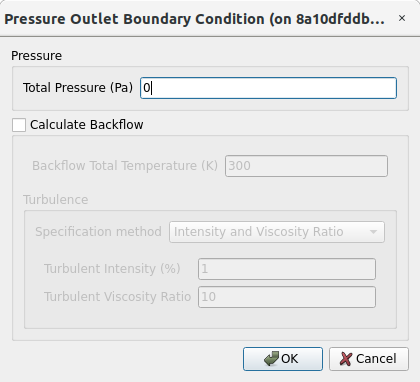 Pressure Outlet Boundary Condition (on 8a10dfddb... ×
Pressure
Total Pressure (Pa) 0
Calculate Backflow
Backflow Total Temperature (K) 300
Turbulence
Specification method Intensity and Viscosity Ratio
Turbulent Intensity (%) 1
Turbulent Viscosity Ratio 10
OK Cancel